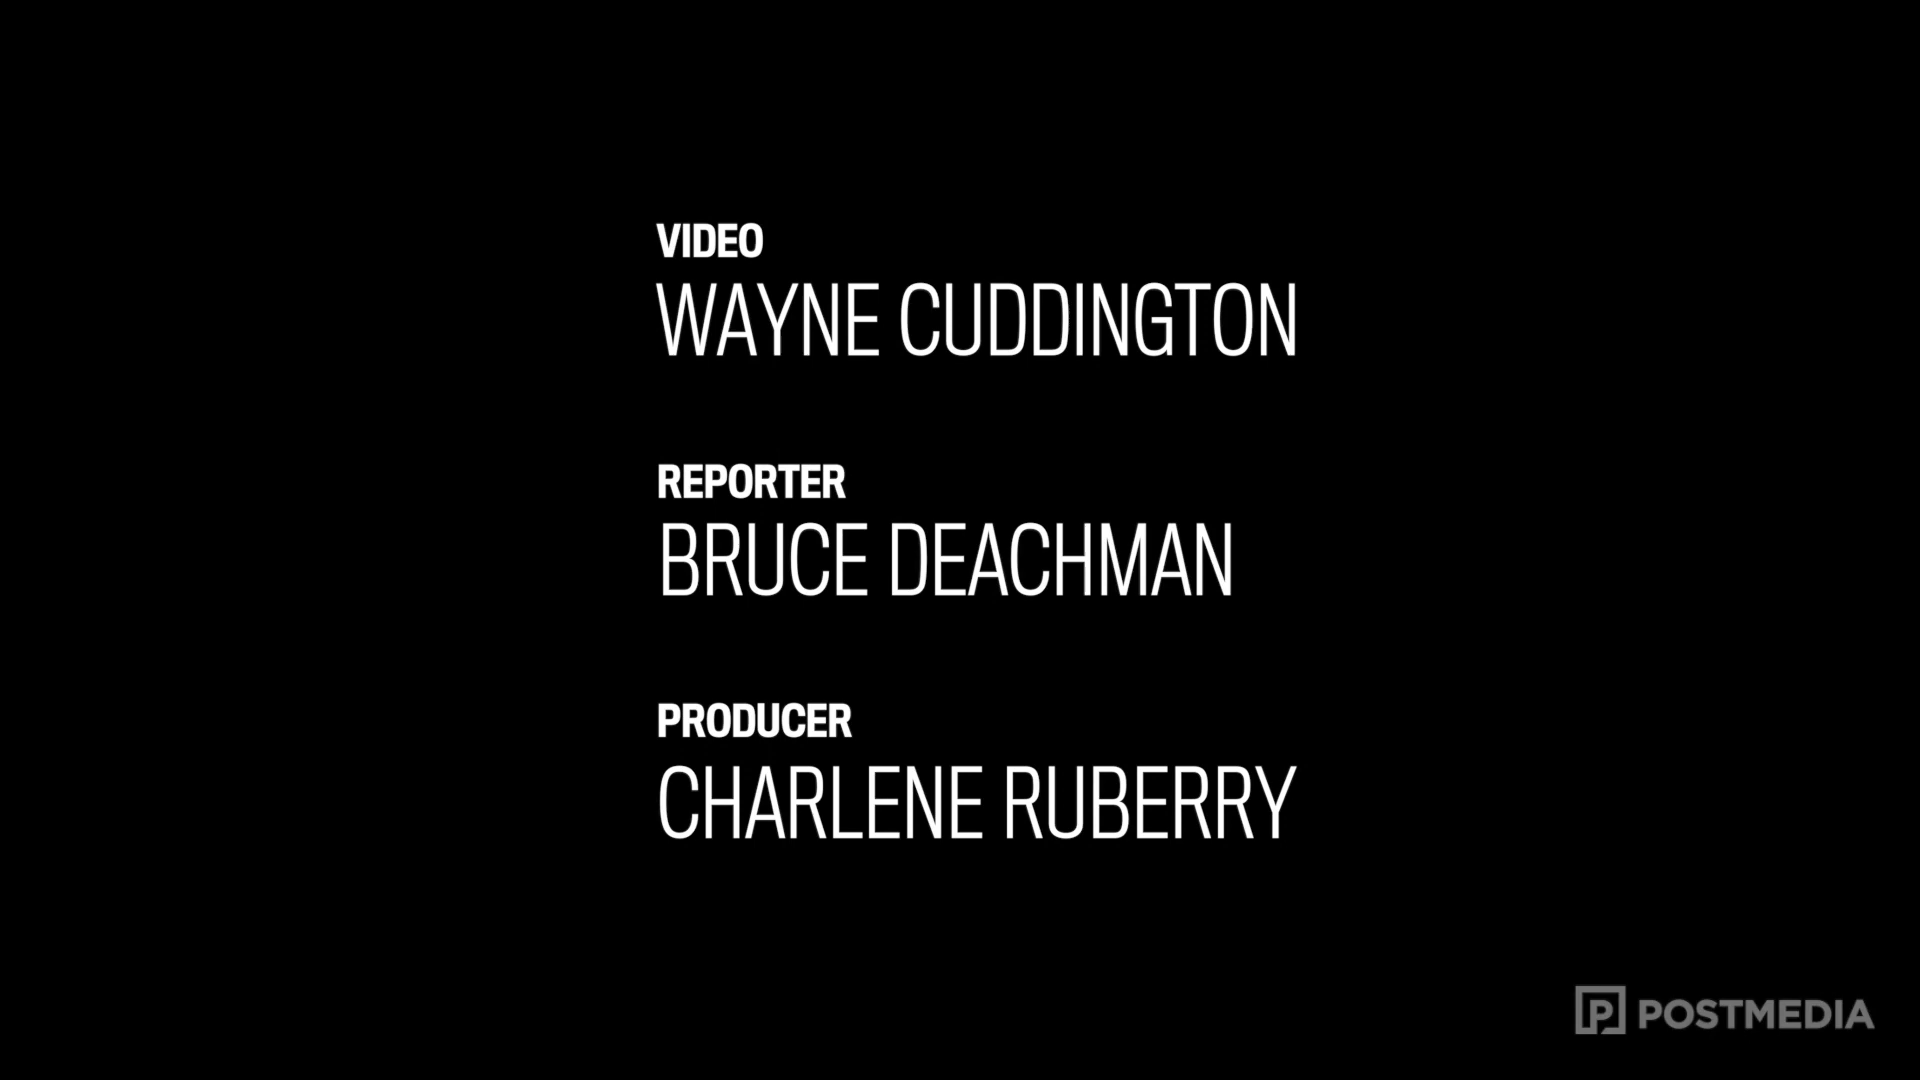 VIDEO
WAYNE CUDDINGTON
REPORTER
BRUCE DEACHMAN
PRODUCER
CHARLENE RUBERRY
P POSTMEDIA